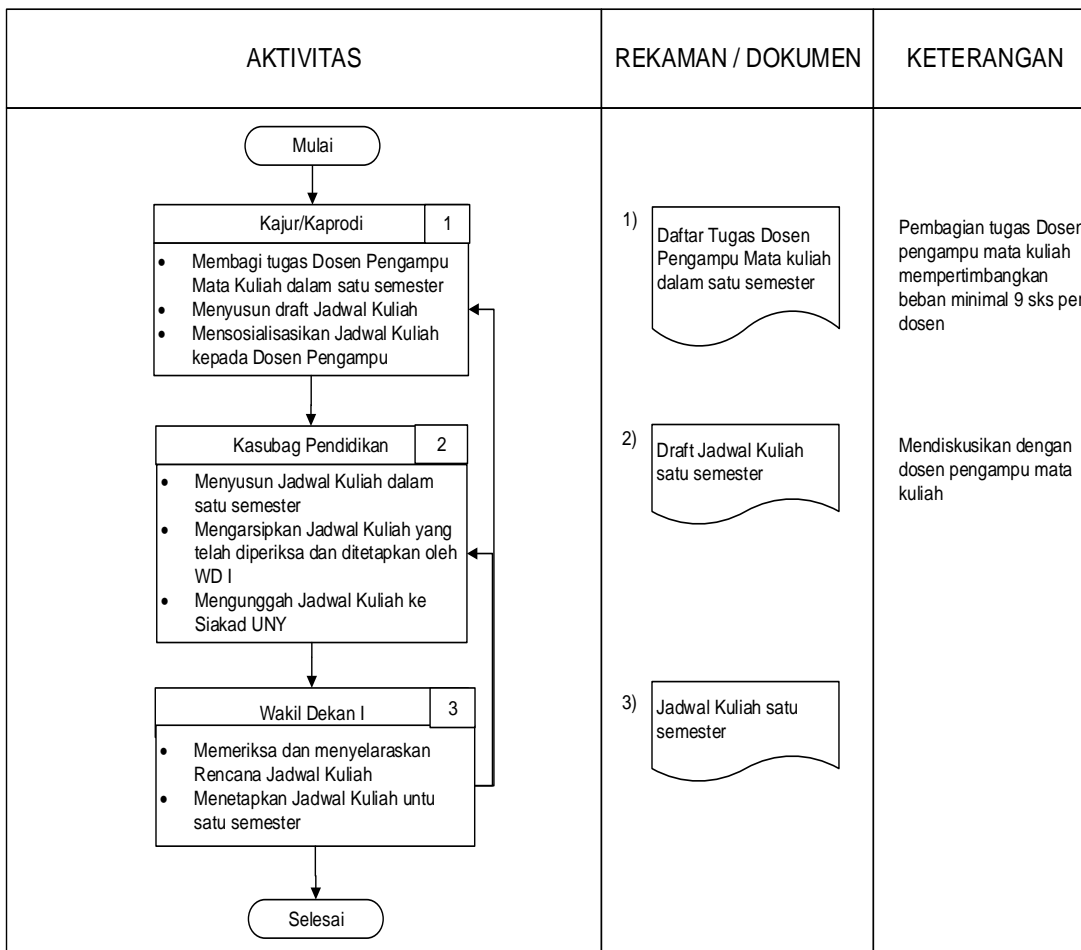 AKTIVITAS
REKAMAN / DOKUMEN
KETERANGAN
Mulai
Kajur/Kaprodi
1
• Membagi tugas Dosen Pengampu
Mata Kuliah dalam satu semester
• Menyusun draft Jadwal Kuliah
• Mensosialisasikan Jadwal Kuliah
kepada Dosen Pengampu
1)
Daftar Tugas Dosen
Pengampu Mata kuliah
dalam satu semester
Pembagian tugas Dosen
pengampu mata kuliah
mempertimbangkan
beban minimal 9 sks per
dosen
Kasubag Pendidikan
2
• Menyusun Jadwal Kuliah dalam
satu semester
• Mengarsipkan Jadwal Kuliah yang
telah diperiksa dan ditetapkan oleh
WD I
• Mengunggah Jadwal Kuliah ke
Siakad UNY
2)
Draft Jadwal Kuliah
satu semester
Mendiskusikan dengan
dosen pengampu mata
kuliah
Wakil Dekan I
3
• Memeriksa dan menyelaraskan
Rencana Jadwal Kuliah
• Menetapkan Jadwal Kuliah untu
satu semester
3)
Jadwal Kuliah satu
semester
Selesai